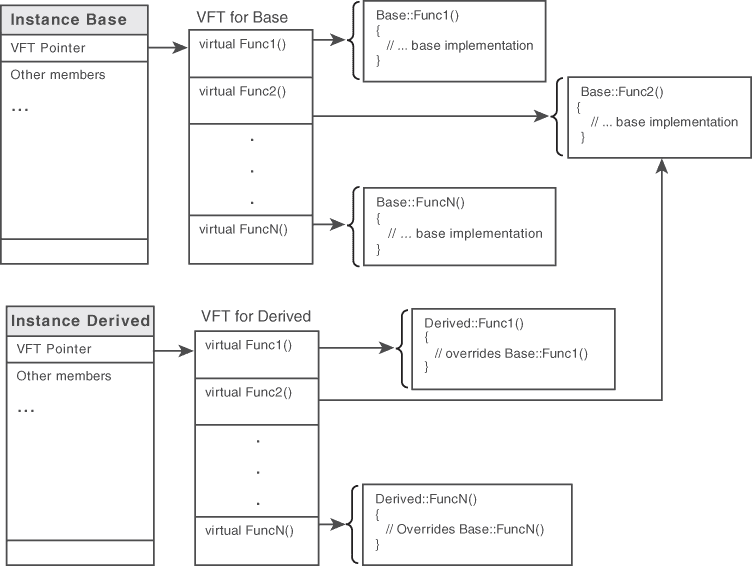 Instance Base
VFT Pointer
Other members
...
VFT for Base
virtual Func1()
virtual Func2()
.
.
.
virtual FuncN()
Base::Func1()
{
// ... base implementation
}
Base::Func2()
{
// ... base implementation
}
Base::FuncN()
{
// ... base implementation
}
Instance Derived
VFT Pointer
Other members
...
VFT for Derived
virtual Func1()
virtual Func2()
.
.
.
virtual FuncN()
Derived::Func1()
{
// overrides Base::Func1()
}
Derived::FuncN()
{
// Overrides Base::FuncN()
}